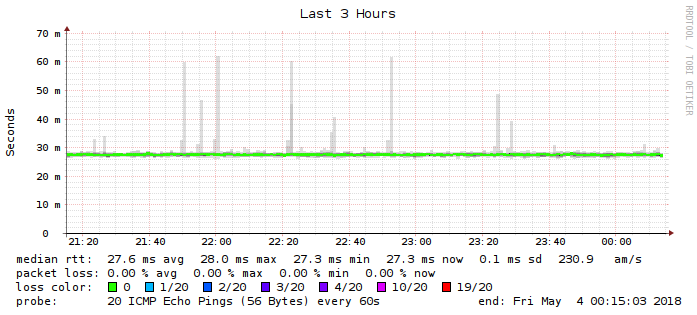 Last 3 Hours
RRDTOOL / TOBI OETIKER
Seconds
70 m
60 m
50 m
40 m
30 m
20 m
10 m
0
21:20 21:40 22:00 22:20 22:40 23:00 23:20 23:40 00:00
median rtt: 27.6 ms avg 28.0 ms max 27.3 ms min 27.3 ms now 0.1 ms sd 230.9 am/s
packet loss: 0.00 % avg 0.00 % max 0.00 % min 0.00 % now
loss color: 0 1/20 2/20 3/20 4/20 10/20 19/20
probe: 20 ICMP Echo Pings (56 Bytes) every 60s end: Fri May 4 00:15:03 2018